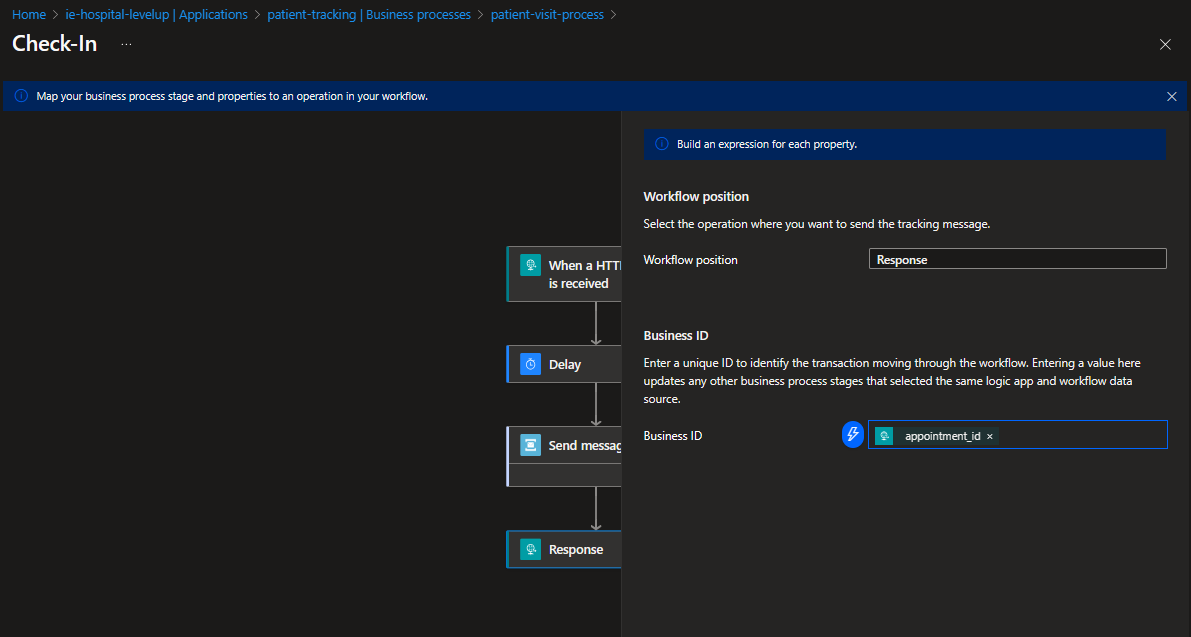 Home > ie-hospital-levelup | Applications > patient-tracking | Business processes > patient-visit-process >
Check-In ...
Map your business process stage and properties to an operation in your workflow.
When a HTT
is received
Delay
Send messag
Response
Build an expression for each property.
Workflow position
Select the operation where you want to send the tracking message.
Workflow position
Response
Business ID
Enter a unique ID to identify the transaction moving through the workflow. Entering a value here
updates any other business process stages that selected the same logic app and workflow data
source.
Business ID
appointment_id ×